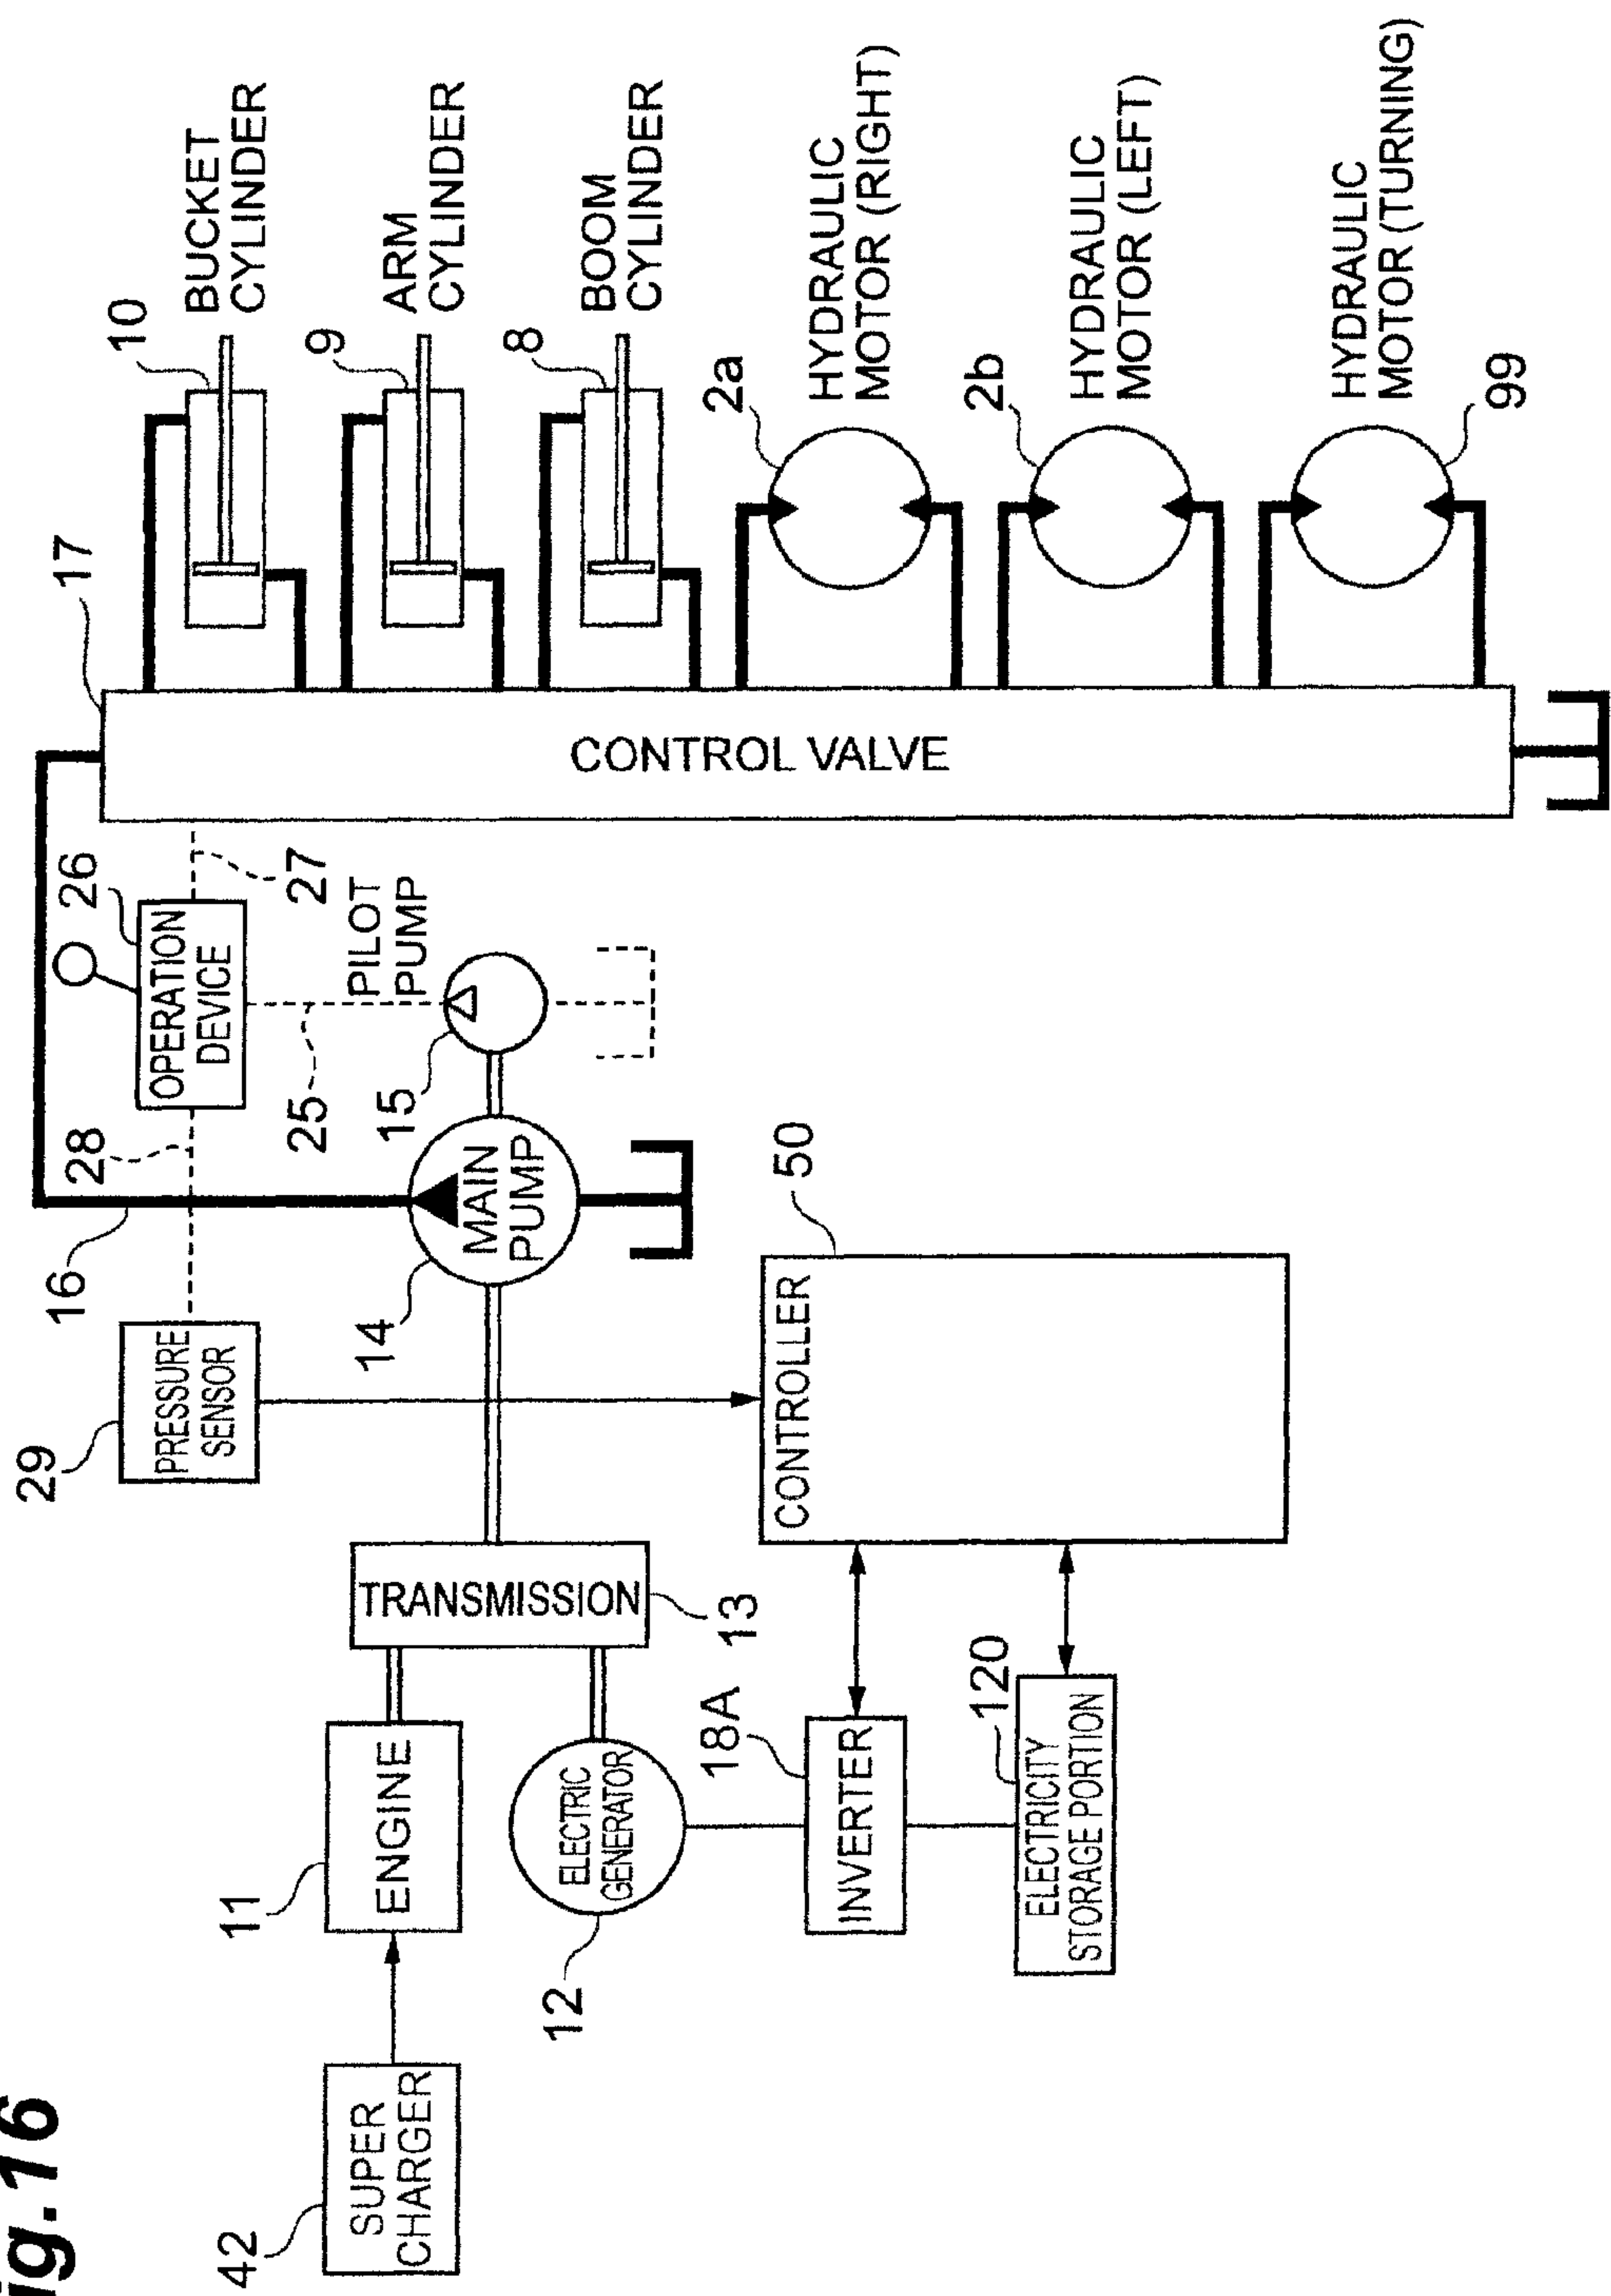 ig.16
10
BUCKET
CYLINDER
9
ARM
CYLINDER
8
BOOM
CYLINDER
2a
HYDRAULIC
MOTOR (RIGHT)
2b
HYDRAULIC
MOTOR (LEFT)
HYDRAULIC
MOTOR (TURNING)
99
17
CONTROL VALVE
26
OPERATION
DEVICE
27
PILOT
PUMP
25
15
28
16
MAIN
PUMP
14
29
PRESSURE
SENSOR
50
CONTROLLER
TRANSMISSION
13
11
ENGINE
12
ELECTRIC
GENERATOR
18A
INVERTER
120
ELECTRICITY
STORAGE PORTION
42
SUPER
CHARGER